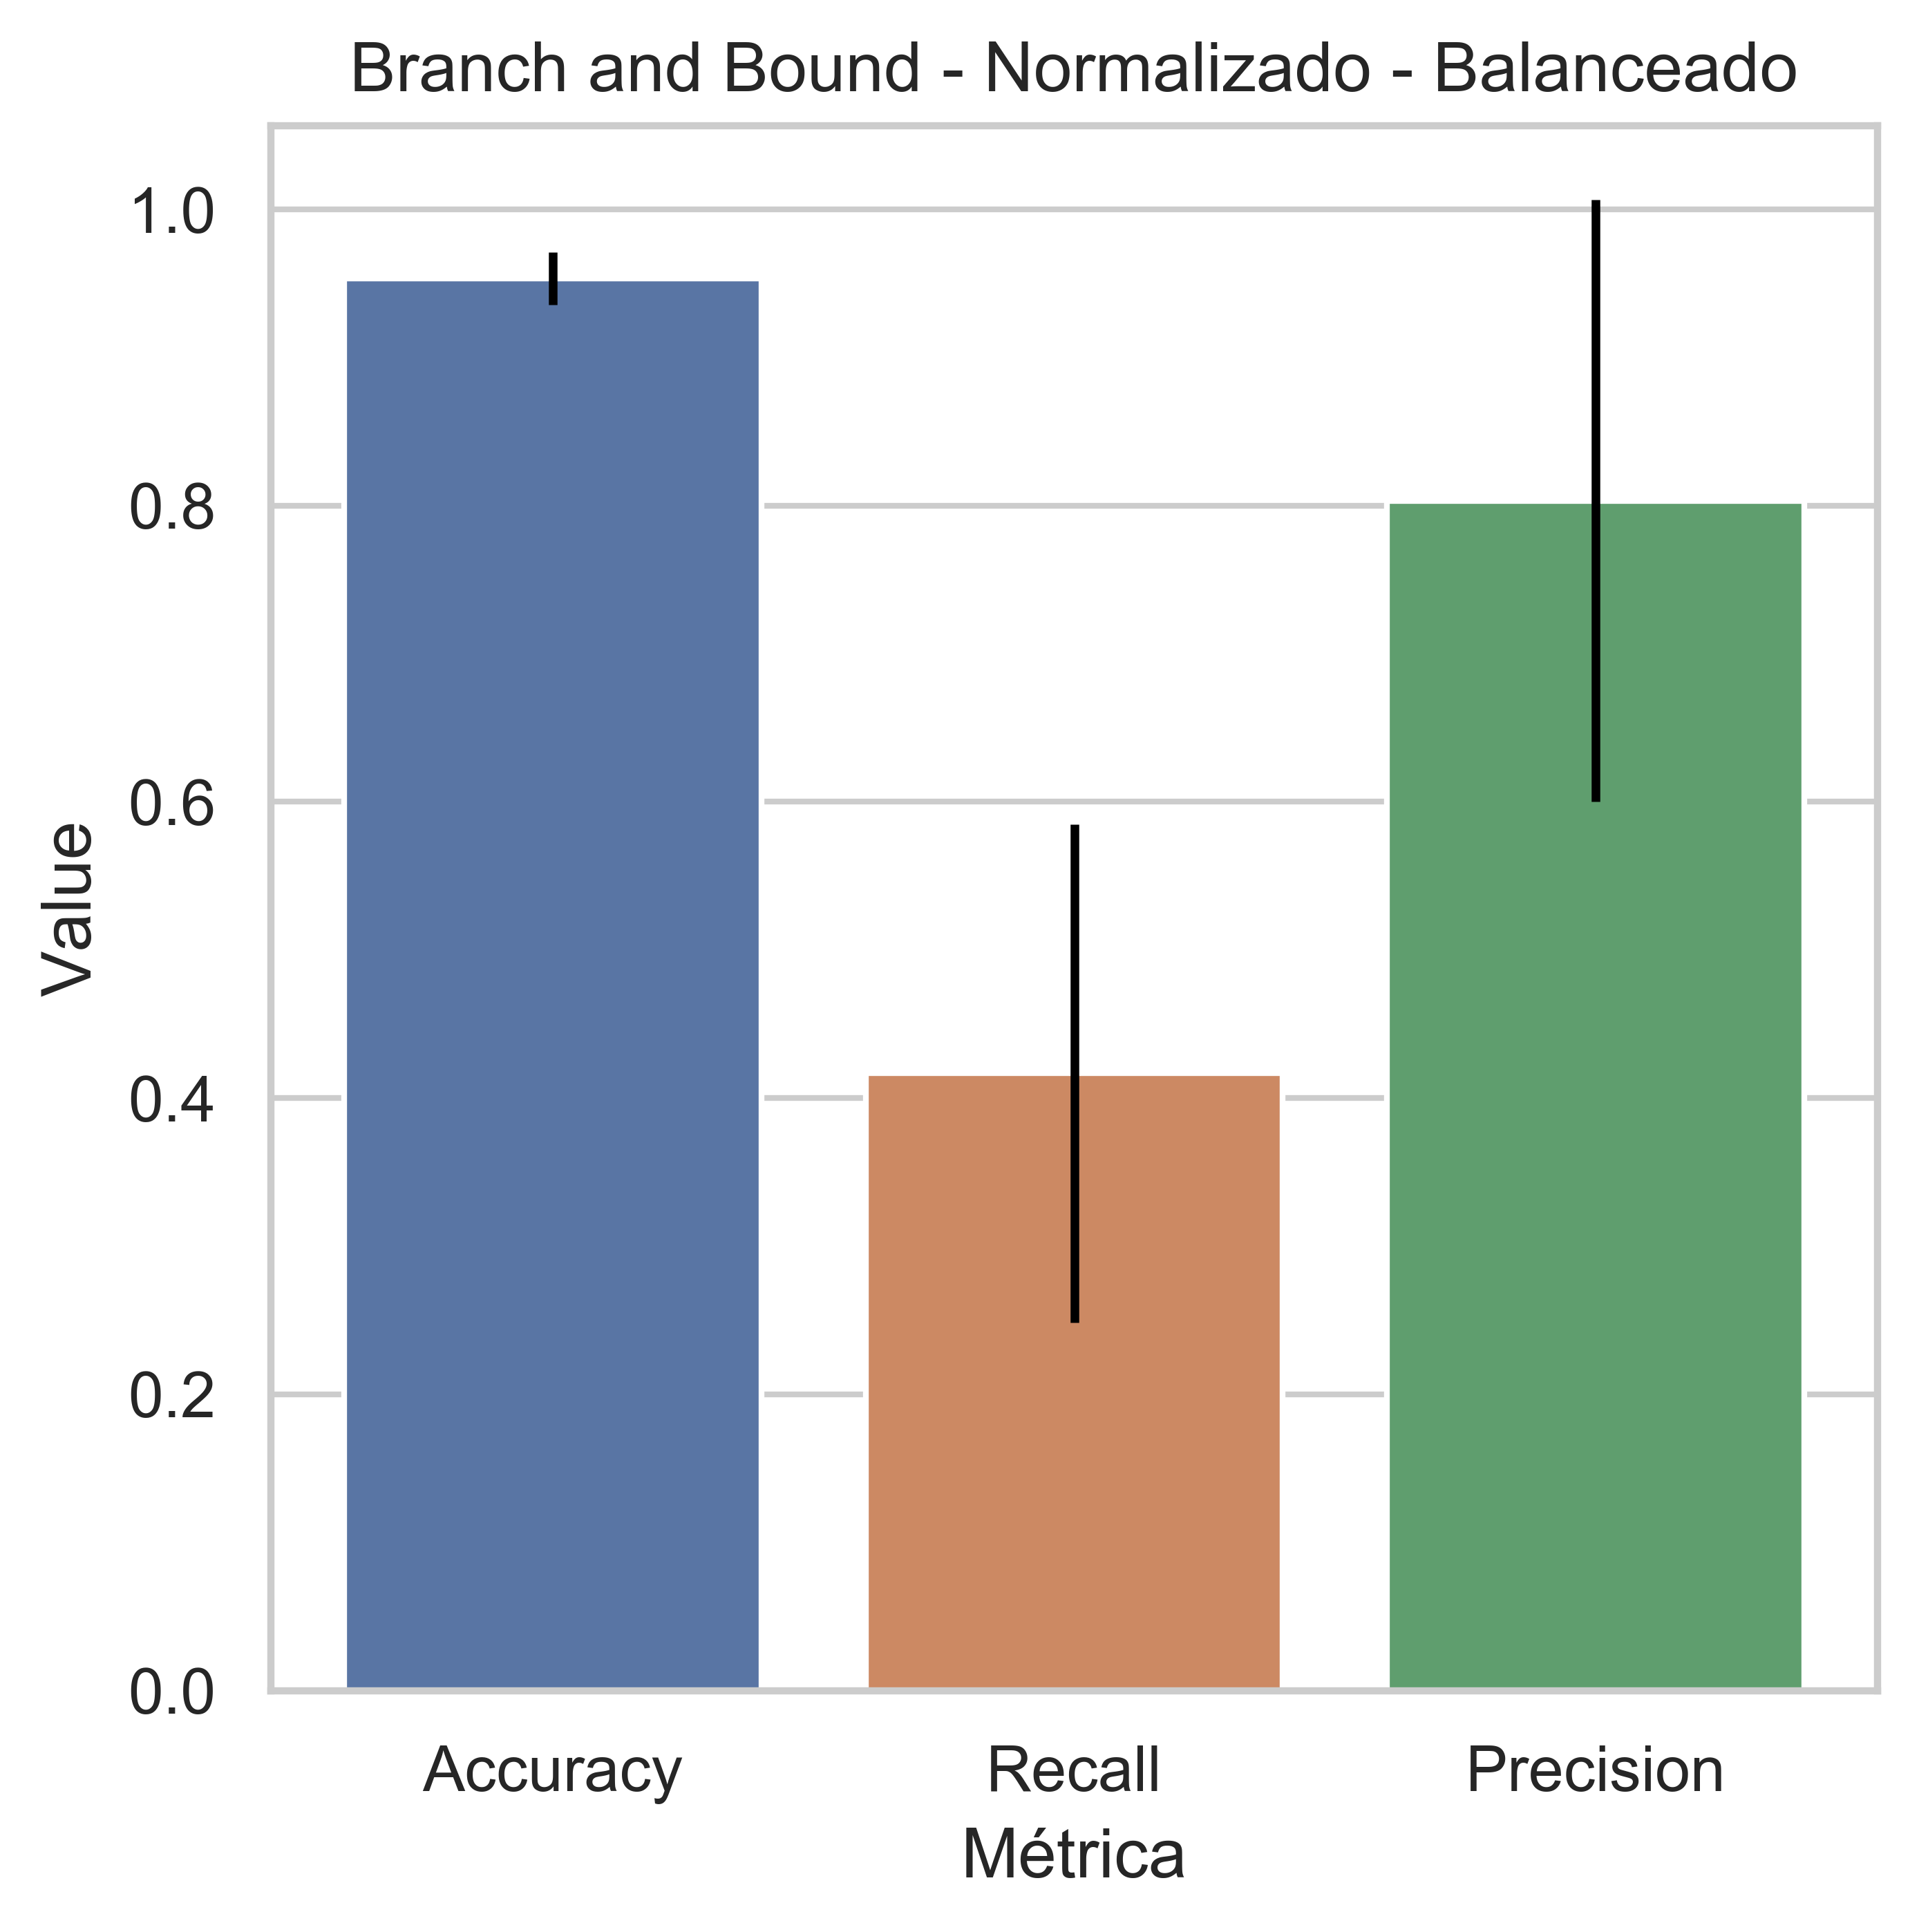 Branch and Bound - Normalizado - Balanceado
1.0
0.8
0.6
0.4
0.2
0.0
Value
Accuracy Recall Precision
Métrica